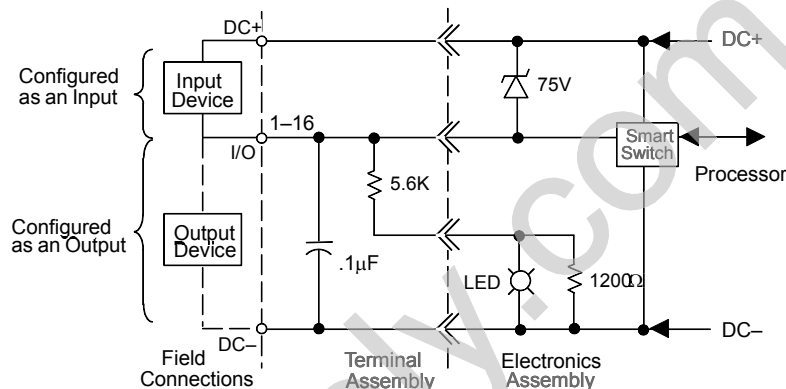 DC+
DC+
Configured
as an Input
Input
Device
75V
1–16
I/O
Smart
Switch
Processor
5.6K
Configured
as an Output
Output
Device
.1µF
LED
1200Ω
DC–
DC–
Field
Connections
Terminal
Assembly
Electronics
Assembly